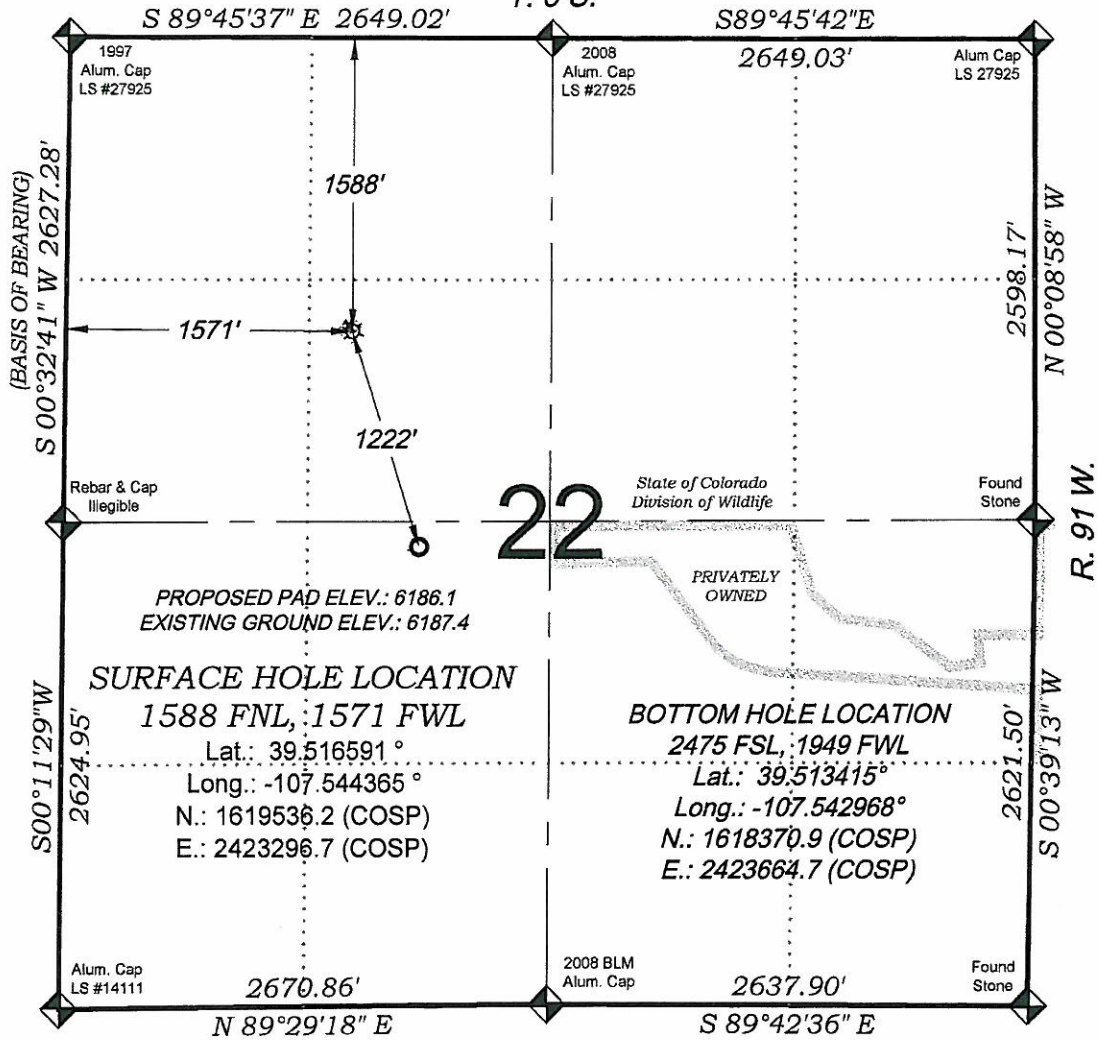 S 89°45'37" E 2649.02'
S89°45'42"E
2649.03'
1997
Alum. Cap
LS #27925
2008
Alum. Cap
LS #27925
Alum Cap
LS 27925
(BASIS OF BEARING)
S 00°32'41" W 2627.28'
1588'
1571'
1222'
2598.17'
N 000°08'58" W
Rebar & Cap
Illegible
22
State of Colorado
Division of Wildlife
Found
Stone
R. 91 W.
PRIVATELY
OWNED
PROPOSED PAD ELEV.: 6186.1
EXISTING GROUND ELEV.: 6187.4
SURFACE HOLE LOCATION
1588 FNL, 1571 FWL
Lat.: 39.516591 °
Long.: -107.544365 °
N.: 1619536.2 (COSP)
E.: 2423296.7 (COSP)
BOTTOM HOLE LOCATION
2475 FSL, 1949 FWL
Lat.: 39.513415°
Long.: -107.542968°
N.: 1618370.9 (COSP)
E.: 2423664.7 (COSP)
S00°11'29"W
2624.95'
2621.50'
S 00°39'13" W
Alum. Cap
LS #14111
2670.86'
N 89°29'18" E
2008 BLM
Alum. Cap
2637.90'
S 89°42'36" E
Found
Stone